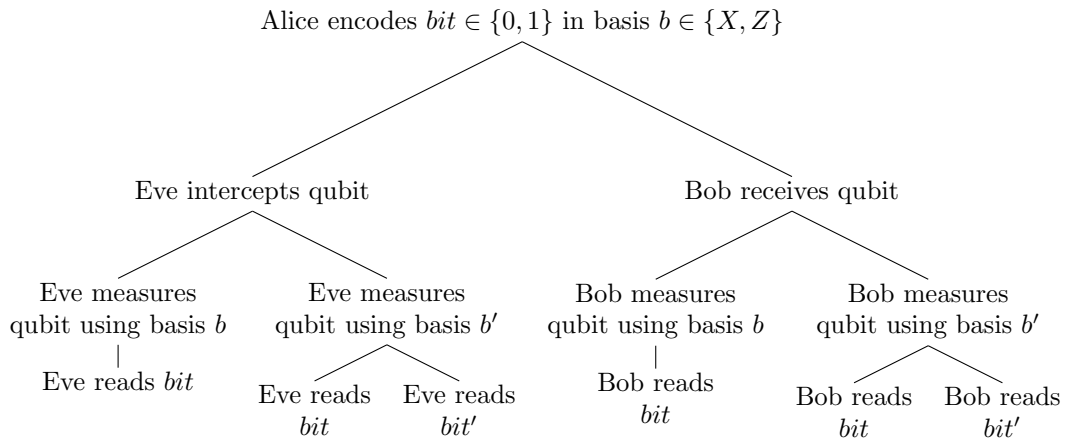 Alice encodes bit ∈ {0, 1} in basis b ∈ {X, Z}
Eve intercepts qubit
Bob receives qubit
Eve measures
qubit using basis b
Eve measures
qubit using basis b′
Bob measures
qubit using basis b
Bob measures
qubit using basis b′
Eve reads bit
Eve reads
bit
Eve reads
bit′
Bob reads
bit
Bob reads
bit
Bob reads
bit′